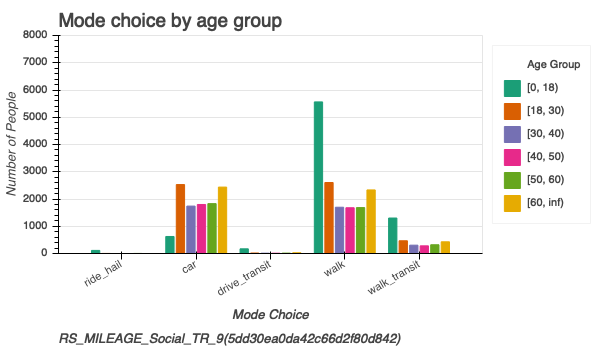 Mode choice by age group
Number of People
8000
7000
6000
5000
4000
3000
2000
1000
0
ride_hail
car
drive_transit
walk
walk_transit
Mode Choice
Age Group
[0, 18)
[18, 30)
[30, 40)
[40, 50)
[50, 60)
[60, inf)
RS_MILEAGE_Social_TR_9(5dd30ea0da42c66d2f80d842)